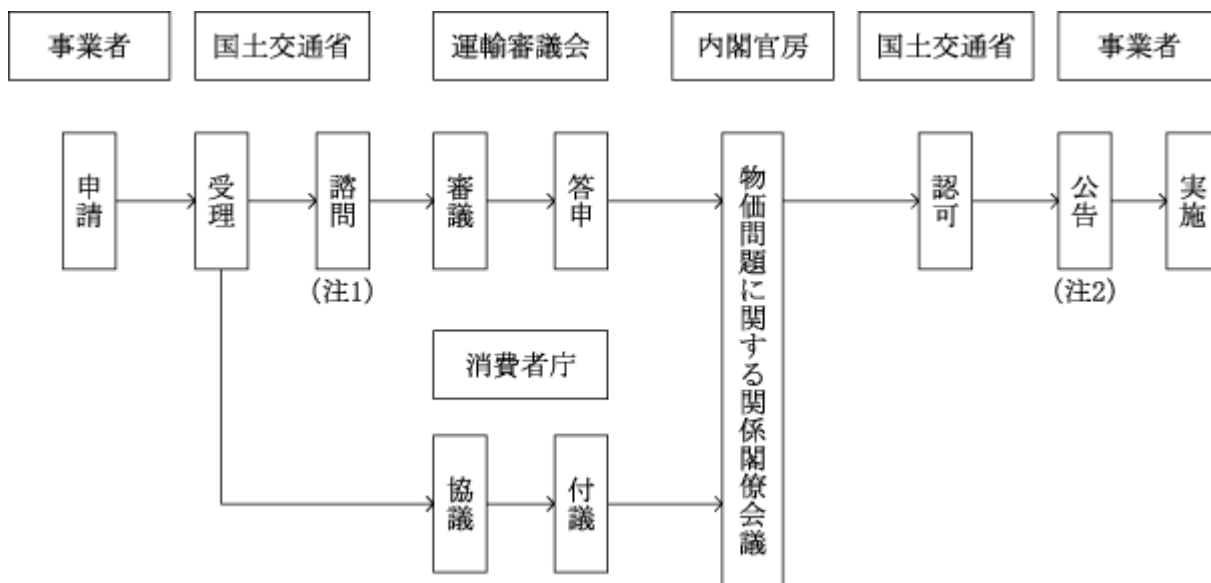 事業者
国土交通省
運輸審議会
内閣官房
国土交通省
事業者
申請
受理
諮問
審議
答申
物価問題に関する関係閣僚会議
認可
公告
実施
(注1)
(注2)
消費者庁
協議
付議